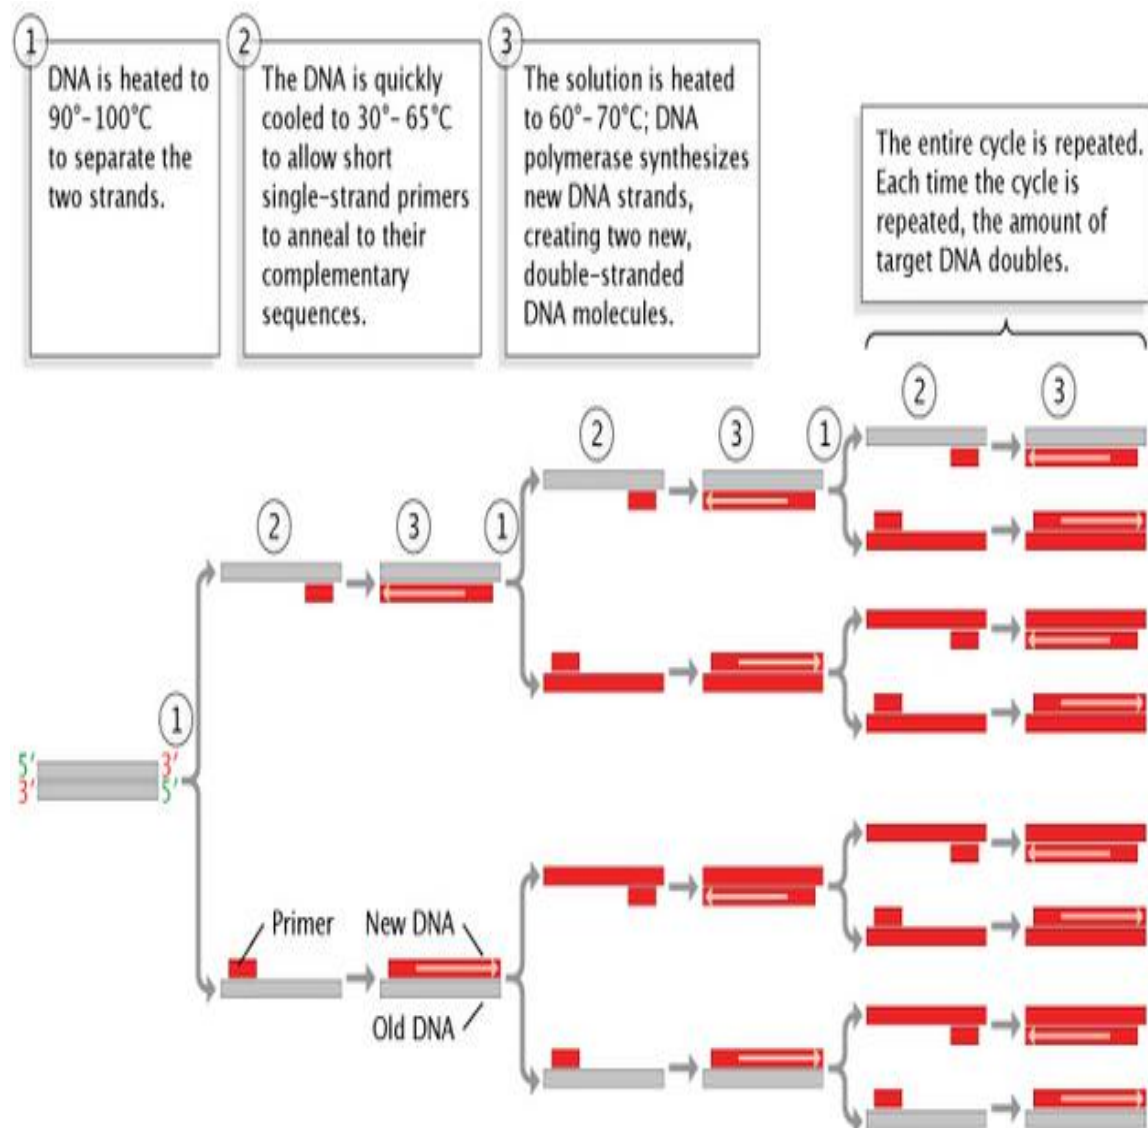 1
DNA is heated to
90°-100°C
to separate the
two strands.
2
The DNA is quickly
cooled to 30°-65°C
to allow short
single-strand primers
to anneal to their
complementary
sequences.
3
The solution is heated
to 60°-70°C; DNA
polymerase synthesizes
new DNA strands,
creating two new,
double-stranded
DNA molecules.
The entire cycle is repeated.
Each time the cycle is
repeated, the amount of
target DNA doubles.
2 3
2 3 1
2 3 1
1
5′ 3′
3′ 5′
Primer New DNA
Old DNA